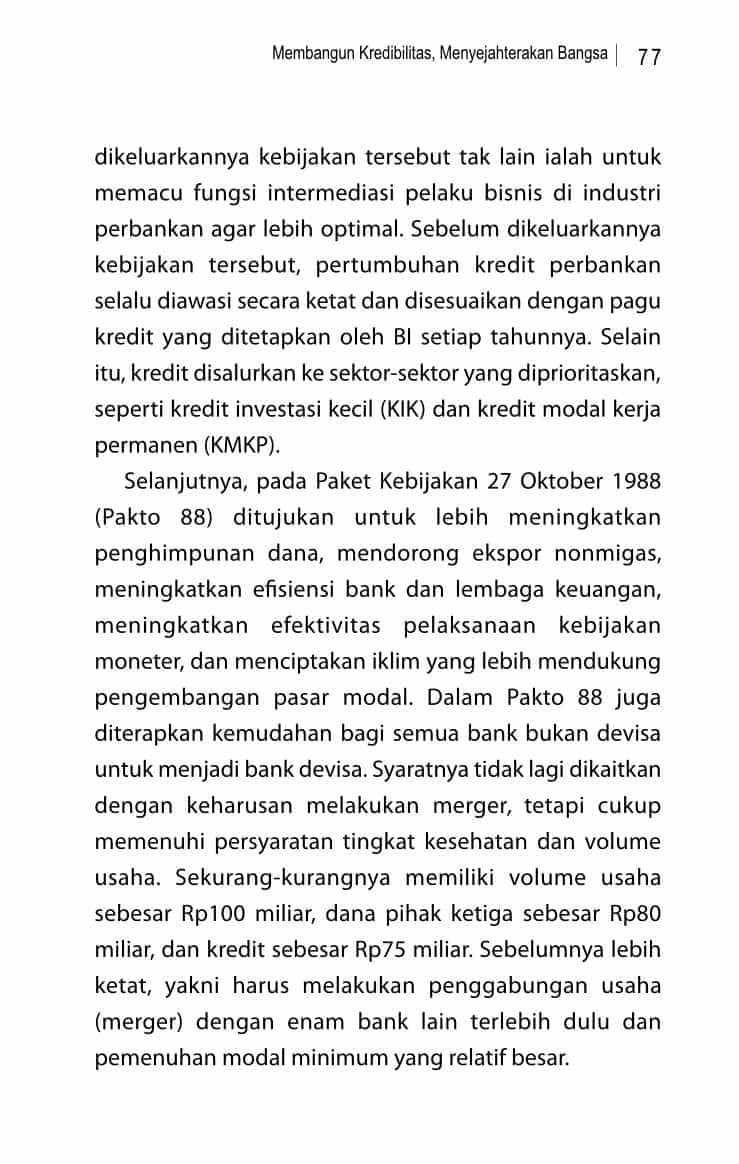 Membangun Kredibilitas, Menyejahterakan Bangsa | 77
dikeluarkannya kebijakan tersebut tak lain ialah untuk
memacu fungsi intermediasi pelaku bisnis di industri
perbankan agar lebih optimal. Sebelum dikeluarkannya
kebijakan tersebut, pertumbuhan kredit perbankan
selalu diawasi secara ketat dan disesuaikan dengan pagu
kredit yang ditetapkan oleh BI setiap tahunnya. Selain
itu, kredit disalurkan ke sektor-sektor yang diprioritaskan,
seperti kredit investasi kecil (KIK) dan kredit modal kerja
permanen (KMKP).
Selanjutnya, pada Paket Kebijakan 27 Oktober 1988
(Pakto 88) ditujukan untuk lebih meningkatkan
penghimpunan dana, mendorong ekspor nonmigas,
meningkatkan efisiensi bank dan lembaga keuangan,
meningkatkan efektivitas pelaksanaan kebijakan
moneter, dan menciptakan iklim yang lebih mendukung
pengembangan pasar modal. Dalam Pakto 88 juga
diterapkan kemudahan bagi semua bank bukan devisa
untuk menjadi bank devisa. Syaratnya tidak lagi dikaitkan
dengan keharusan melakukan merger, tetapi cukup
memenuhi persyaratan tingkat kesehatan dan volume
usaha. Sekurang-kurangnya memiliki volume usaha
sebesar Rp100 miliar, dana pihak ketiga sebesar Rp80
miliar, dan kredit sebesar Rp75 miliar. Sebelumnya lebih
ketat, yakni harus melakukan penggabungan usaha
(merger) dengan enam bank lain terlebih dulu dan
pemenuhan modal minimum yang relatif besar.